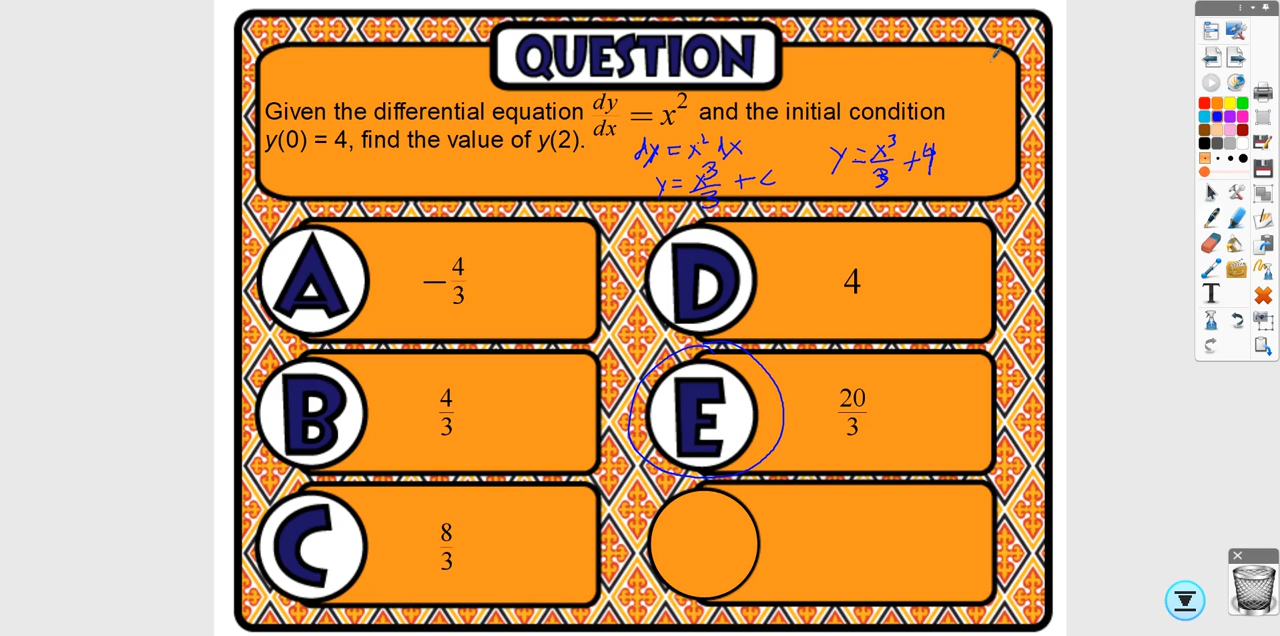 QUESTION
Given the differential equation dy/dx = x² and the initial condition
y(0) = 4, find the value of y(2).
dy = x² dx
y = x³/3 + c
y = x³/3 + 4
A
-4/3
D
4
B
4/3
E
20/3
C
8/3
T